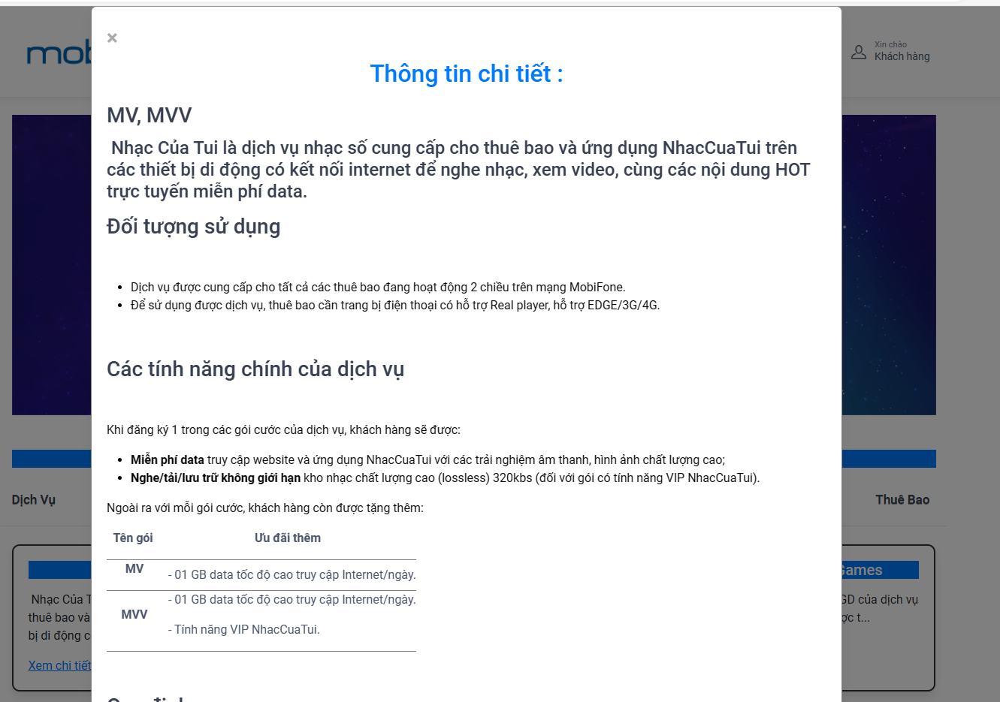 ×
mob
Xin chào
Khách hàng
Thông tin chi tiết :
MV, MVV
Nhạc Của Tui là dịch vụ nhạc số cung cấp cho thuê bao và ứng dụng NhacCuaTui trên
các thiết bị di động có kết nối internet để nghe nhạc, xem video, cùng các nội dung HOT
trực tuyến miễn phí data.
Đối tượng sử dụng
• Dịch vụ được cung cấp cho tất cả các thuê bao đang hoạt động 2 chiều trên mạng MobiFone.
• Để sử dụng được dịch vụ, thuê bao cần trang bị điện thoại có hỗ trợ Real player, hỗ trợ EDGE/3G/4G.
Các tính năng chính của dịch vụ
Khi đăng ký 1 trong các gói cước của dịch vụ, khách hàng sẽ được:
• Miễn phí data truy cập website và ứng dụng NhacCuaTui với các trải nghiệm âm thanh, hình ảnh chất lượng cao;
• Nghe/tải/lưu trữ không giới hạn kho nhạc chất lượng cao (lossless) 320kbs (đối với gói có tính năng VIP NhacCuaTui).
Dịch Vụ
Thuê Bao
Ngoài ra với mỗi gói cước, khách hàng còn được tặng thêm:
Tên gói Ưu đãi thêm
MV - 01 GB data tốc độ cao truy cập Internet/ngày.
MVV - 01 GB data tốc độ cao truy cập Internet/ngày.
- Tính năng VIP NhacCuaTui.
Nhạc Của T
thuê bao và
bị di động c
Xem chi tiết
Games
GD của dịch vụ
ợc t...